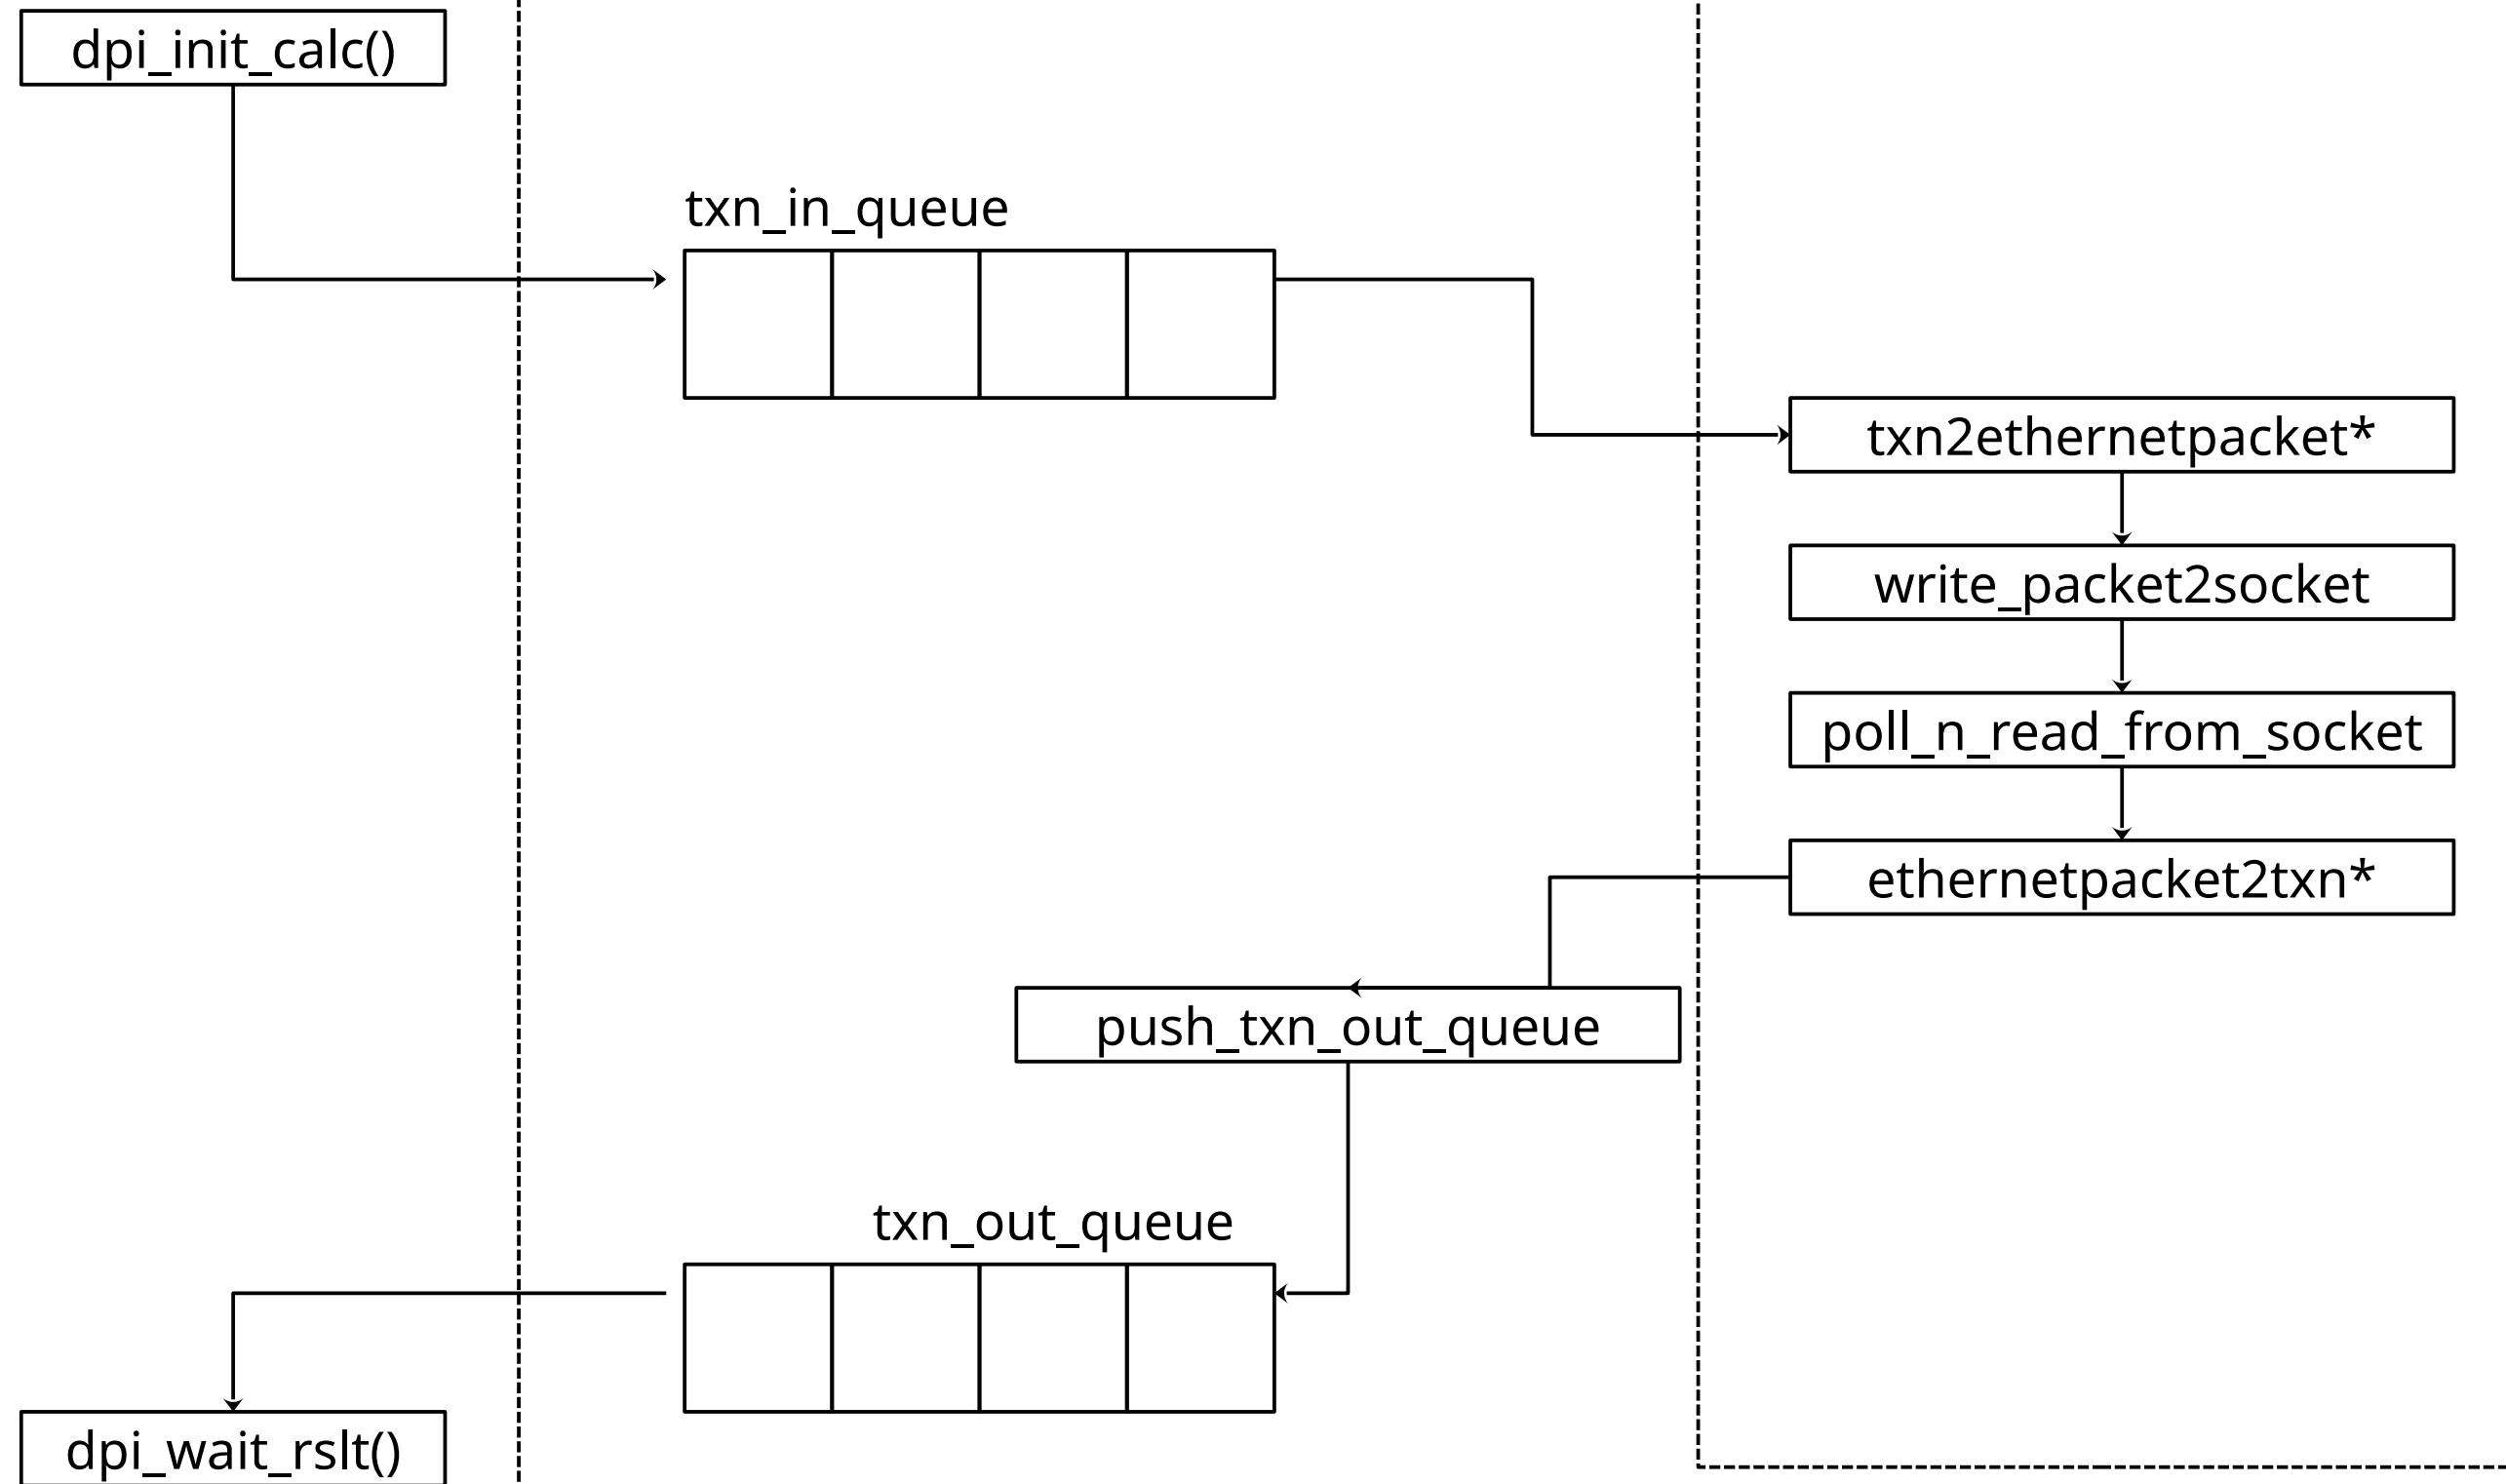 dpi_init_calc()
txn_in_queue
txn2ethernetpacket*
write_packet2socket
poll_n_read_from_socket
ethernetpacket2txn*
push_txn_out_queue
txn_out_queue
dpi_wait_rslt()